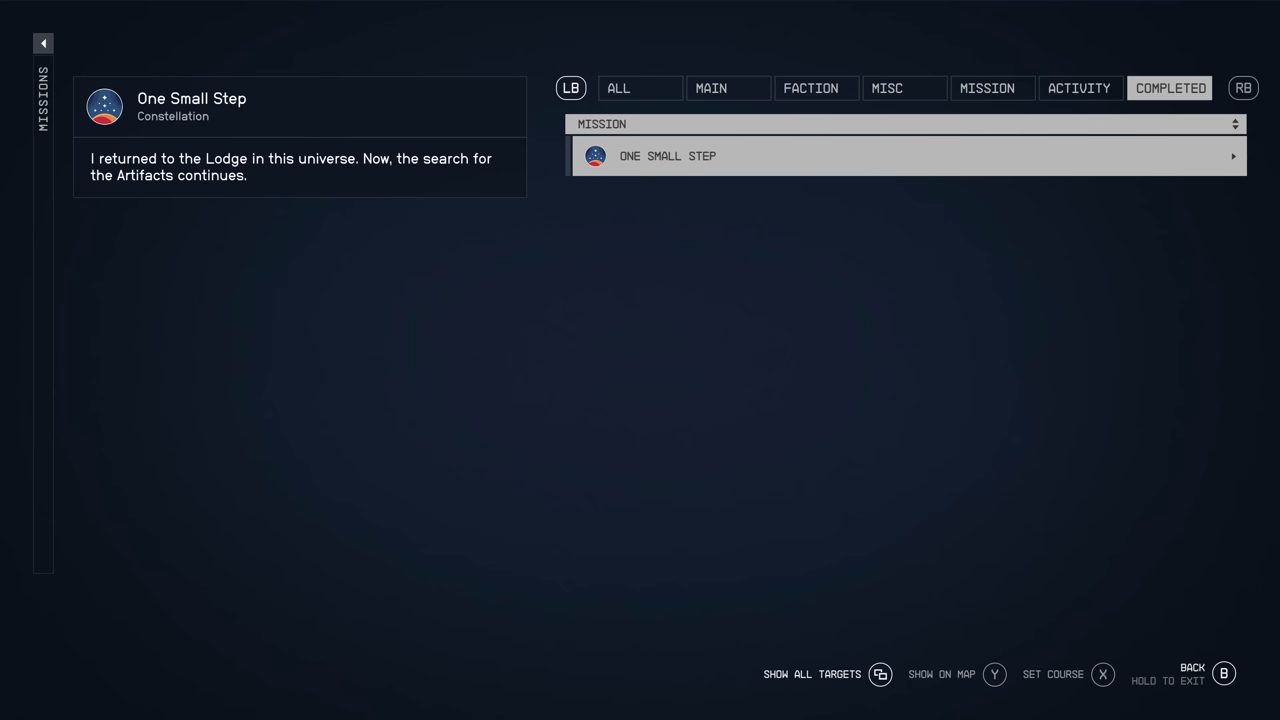 MISSIONS
One Small Step
Constellation
I returned to the Lodge in this universe. Now, the search for
the Artifacts continues.
LB
ALL
MAIN
FACTION
MISC
MISSION
ACTIVITY
COMPLETED
RB
MISSION
ONE SMALL STEP
SHOW ALL TARGETS
SHOW ON MAP Y
SET COURSE X
BACK B
HOLD TO EXIT